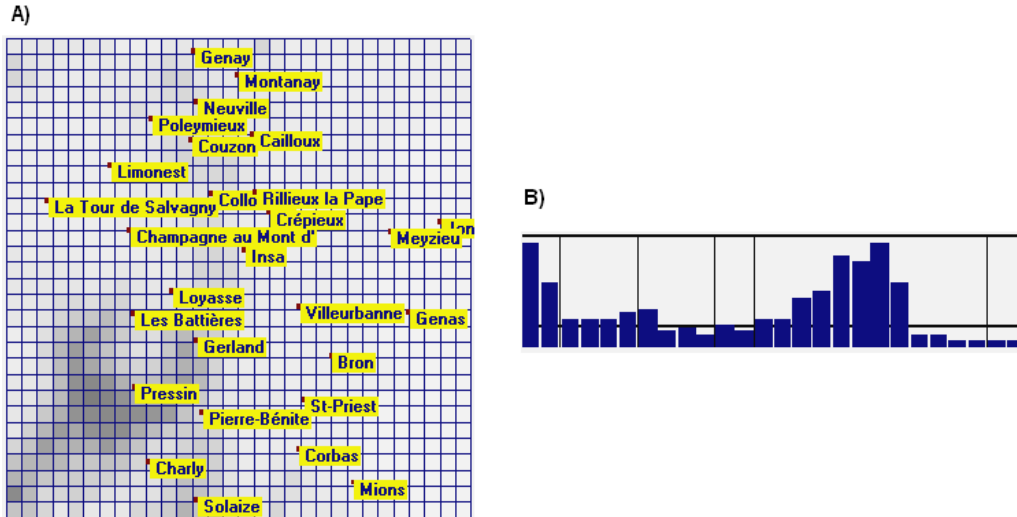 A)
Genay
Montanay
Neuville
Poleymieux
Cailloux
Couzon
Limonest
Rillieux la Pape
Collo
La Tour de Salvagny
Crépieux
Jon
Champagne au Mont d'
Meyzieu
Insa
Loyasse
Villeurbanne
Les Battières
Genas
Gerland
Bron
Pressin
St-Priest
Pierre-Bénite
Corbas
Charly
Mions
Solaize
B)